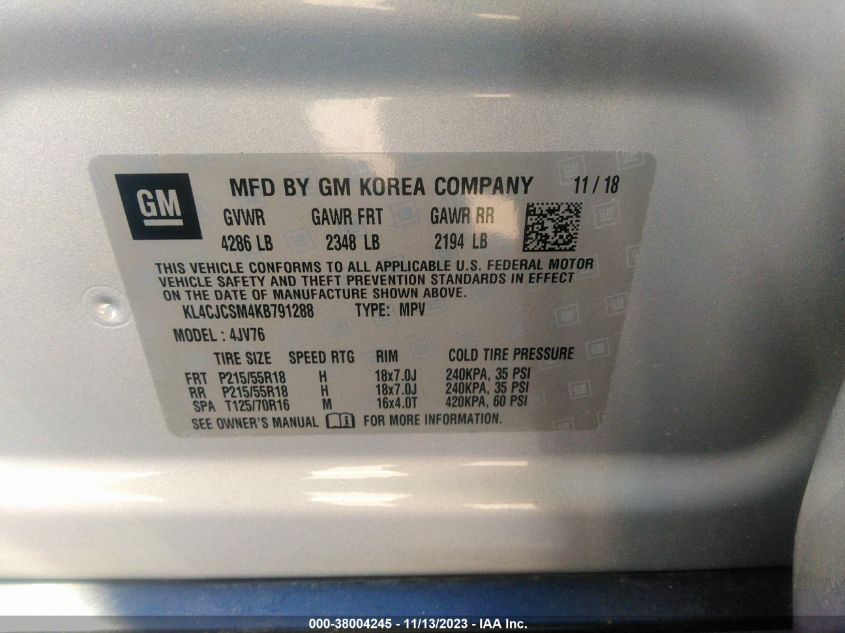 GM MFD BY GM KOREA COMPANY 11/18
GVWR GAWR FRT GAWR RR
4286 LB 2348 LB 2194 LB
THIS VEHICLE CONFORMS TO ALL APPLICABLE U.S. FEDERAL MOTOR
VEHICLE SAFETY AND THEFT PREVENTION STANDARDS IN EFFECT
ON THE DATE OF MANUFACTURE SHOWN ABOVE.
KL4CJCSM4KB791288 TYPE: MPV
MODEL: 4JV76
TIRE SIZE SPEED RTG RIM COLD TIRE PRESSURE
FRT P215/55R18 H 18x7.0J 240KPA, 35 PSI
RR P215/55R18 H 18x7.0J 240KPA, 35 PSI
SPA T125/70R16 M 16x4.0T 420KPA, 60 PSI
SEE OWNER'S MANUAL FOR MORE INFORMATION.
000-38004245 - 11/13/2023 - IAA Inc.